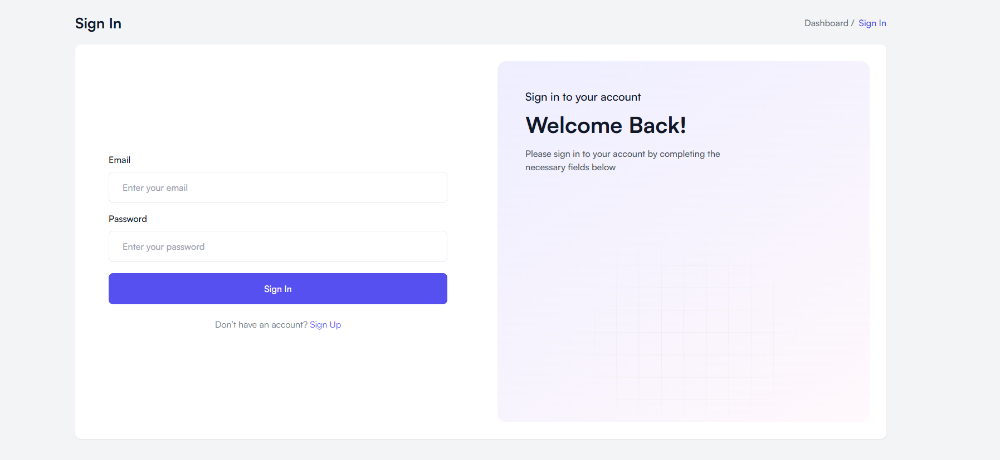 Sign In
Dashboard / Sign In
Email
Enter your email
Password
Enter your password
Sign In
Don’t have an account? Sign Up
Sign in to your account
Welcome Back!
Please sign in to your account by completing the
necessary fields below